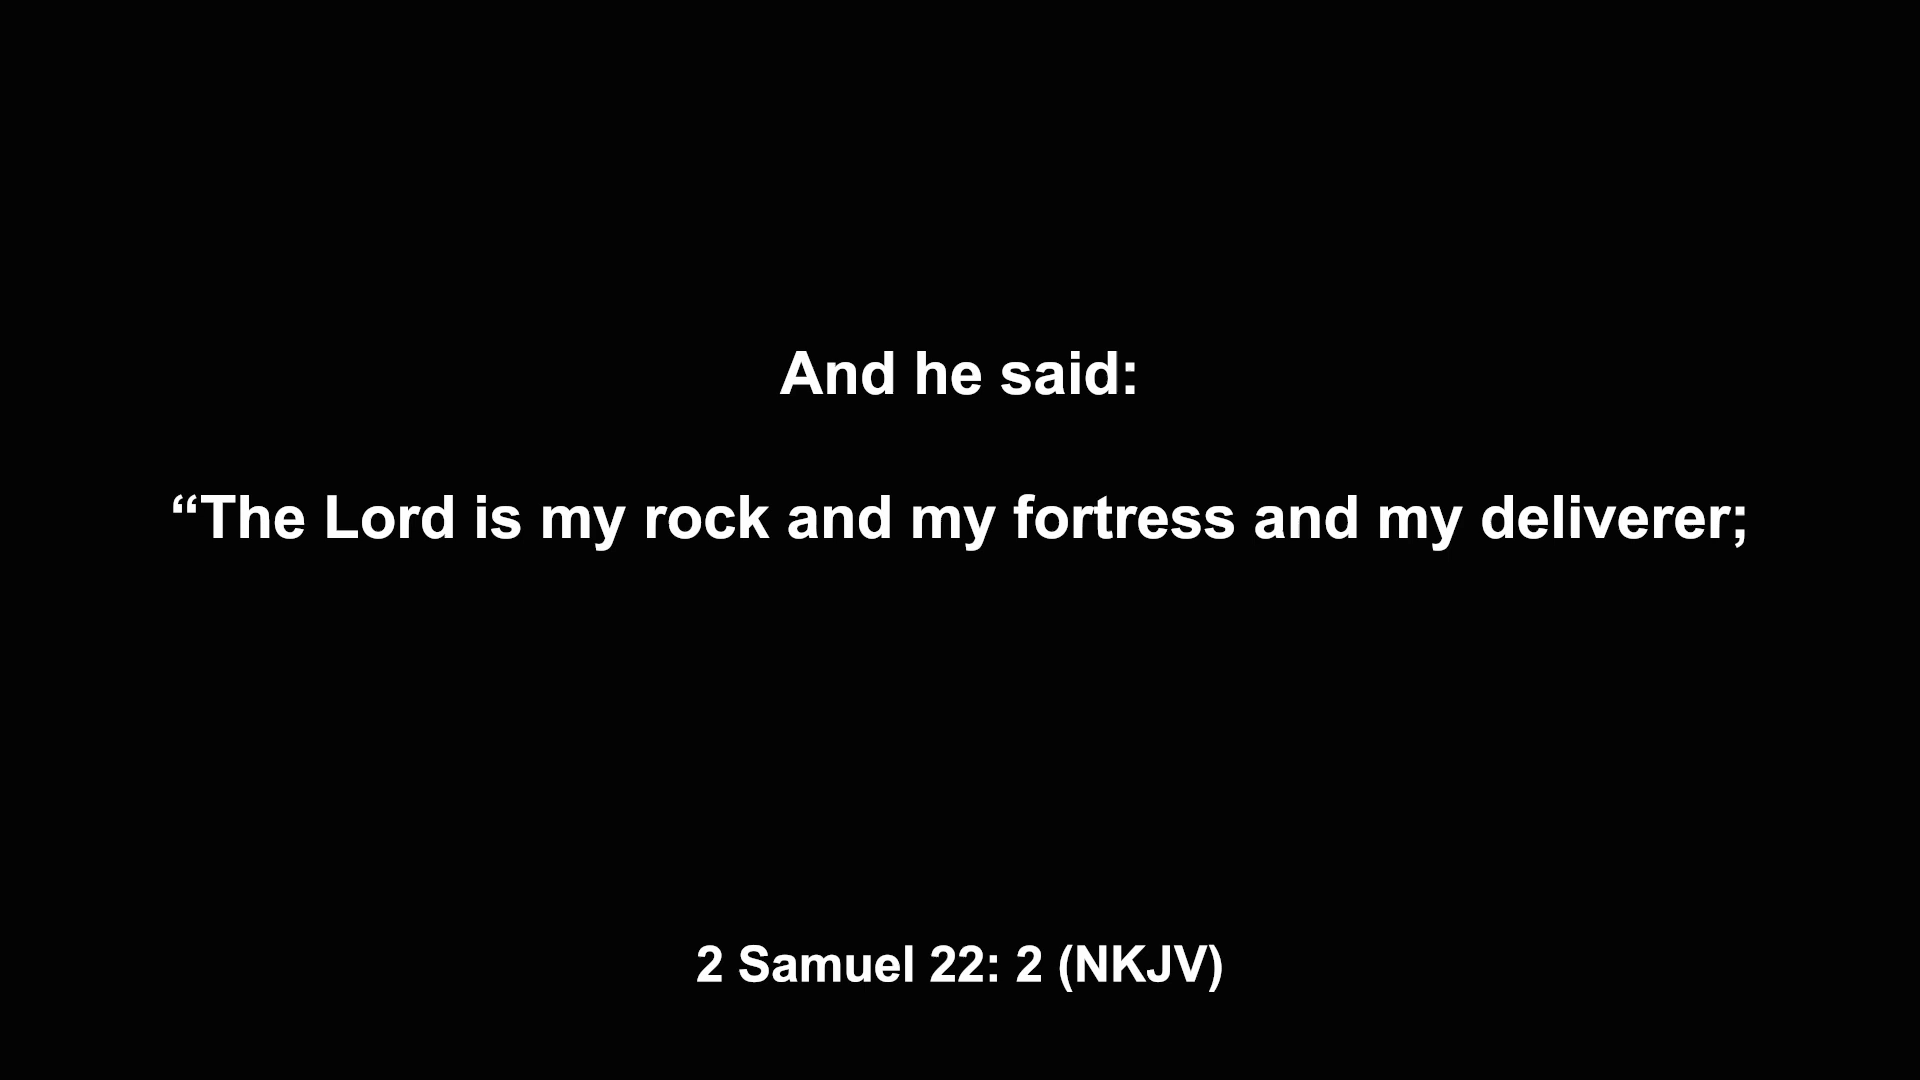 And he said:
“The Lord is my rock and my fortress and my deliverer;
2 Samuel 22: 2 (NKJV)